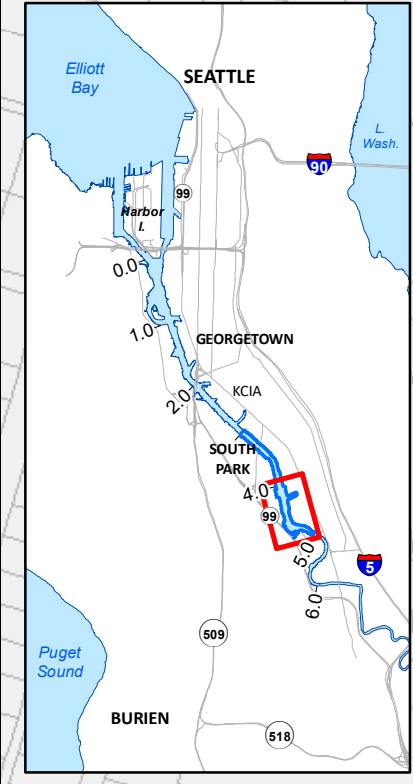 Elliott
Bay
SEATTLE
L.
Wash.
90
99
Harbor
I.
0.0
1.0
GEORGETOWN
2.0
KCIA
SOUTH
PARK
4.0
99
5.0
5
6.0
509
Puget
Sound
BURIEN
518